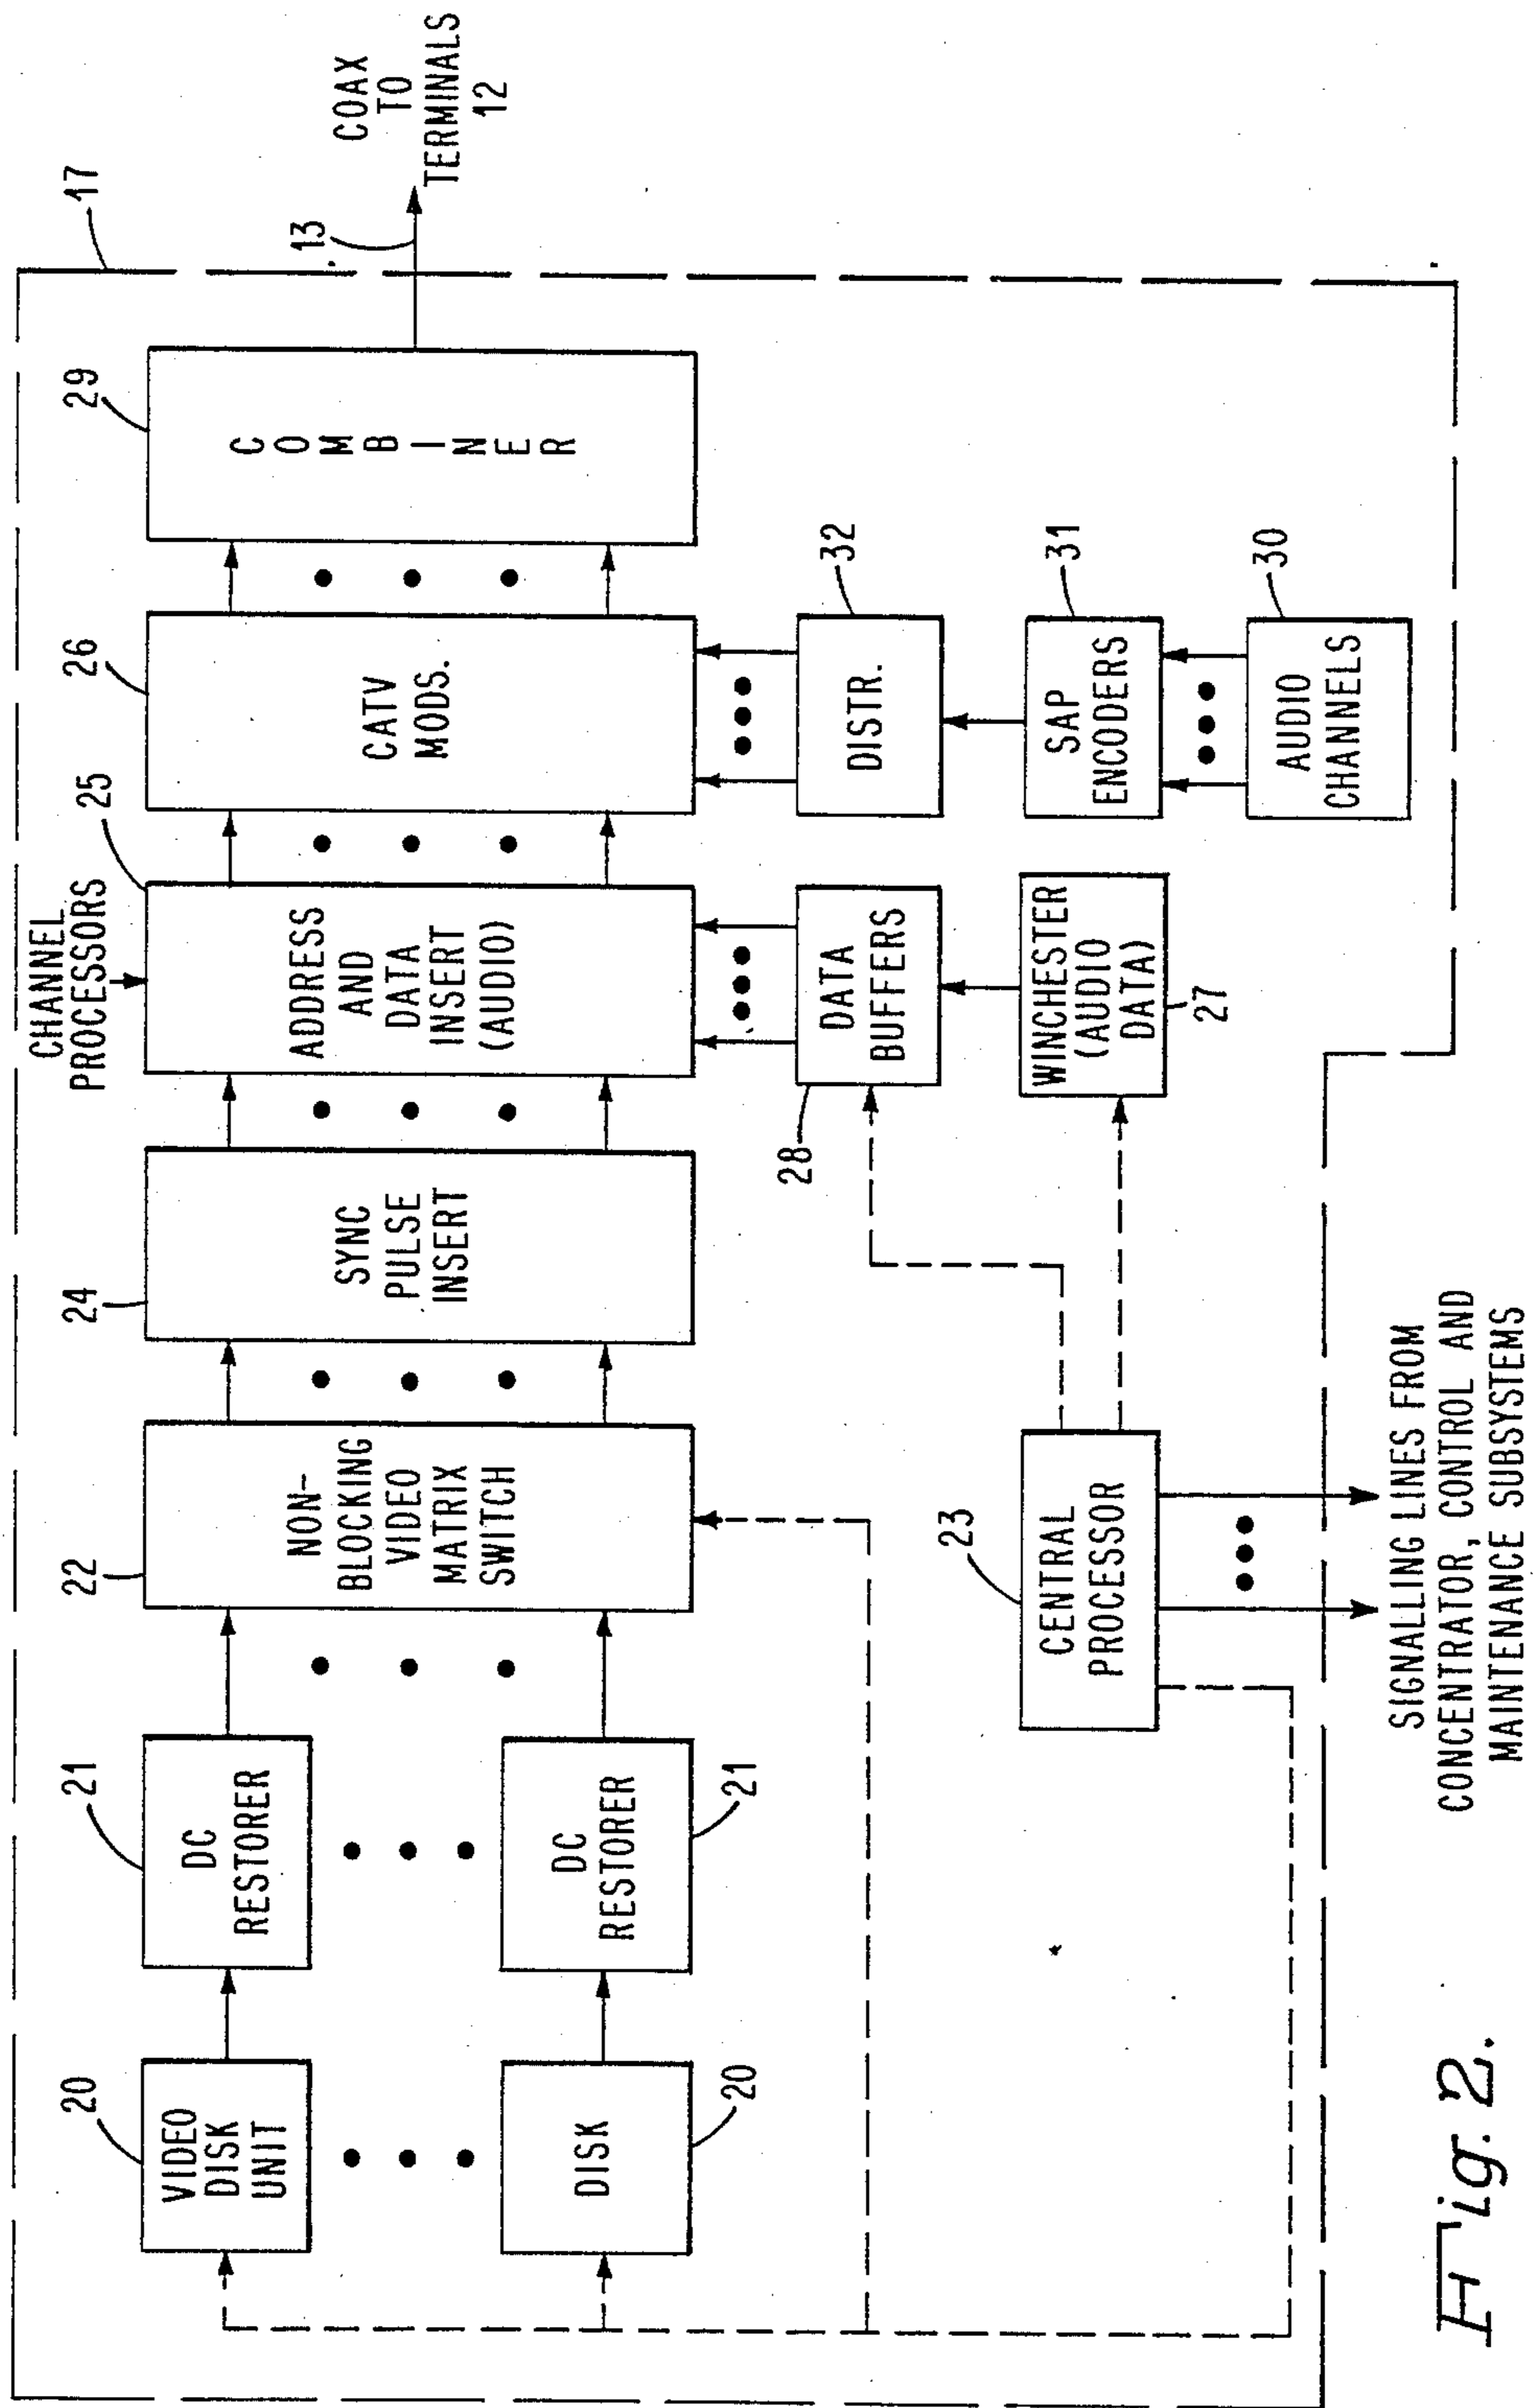 17
COAX
TO
TERMINALS
12
13
29
COMBINER
26
CATV
MODS.
25
CHANNEL
PROCESSORS
ADDRESS
AND
DATA
INSERT
(AUDIO)
24
SYNC
PULSE
INSERT
22
NON-
BLOCKING
VIDEO
MATRIX
SWITCH
21
DC
RESTORER
20
VIDEO
DISK
UNIT
DC
RESTORER
21
DISK
20
32
DISTR.
31
SAP
ENCODERS
30
AUDIO
CHANNELS
DATA
BUFFERS
28
WINCHESTER
(AUDIO
DATA)
27
23
CENTRAL
PROCESSOR
SIGNALLING LINES FROM
CONCENTRATOR, CONTROL AND
MAINTENANCE SUBSYSTEMS
Fig. 2.